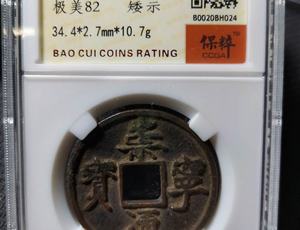 极美82 矮示
B0020BH024
34.4*2.7mm*10.7g
保粹
CCGA
BAO CUI COINS RATING
崇寧通寶